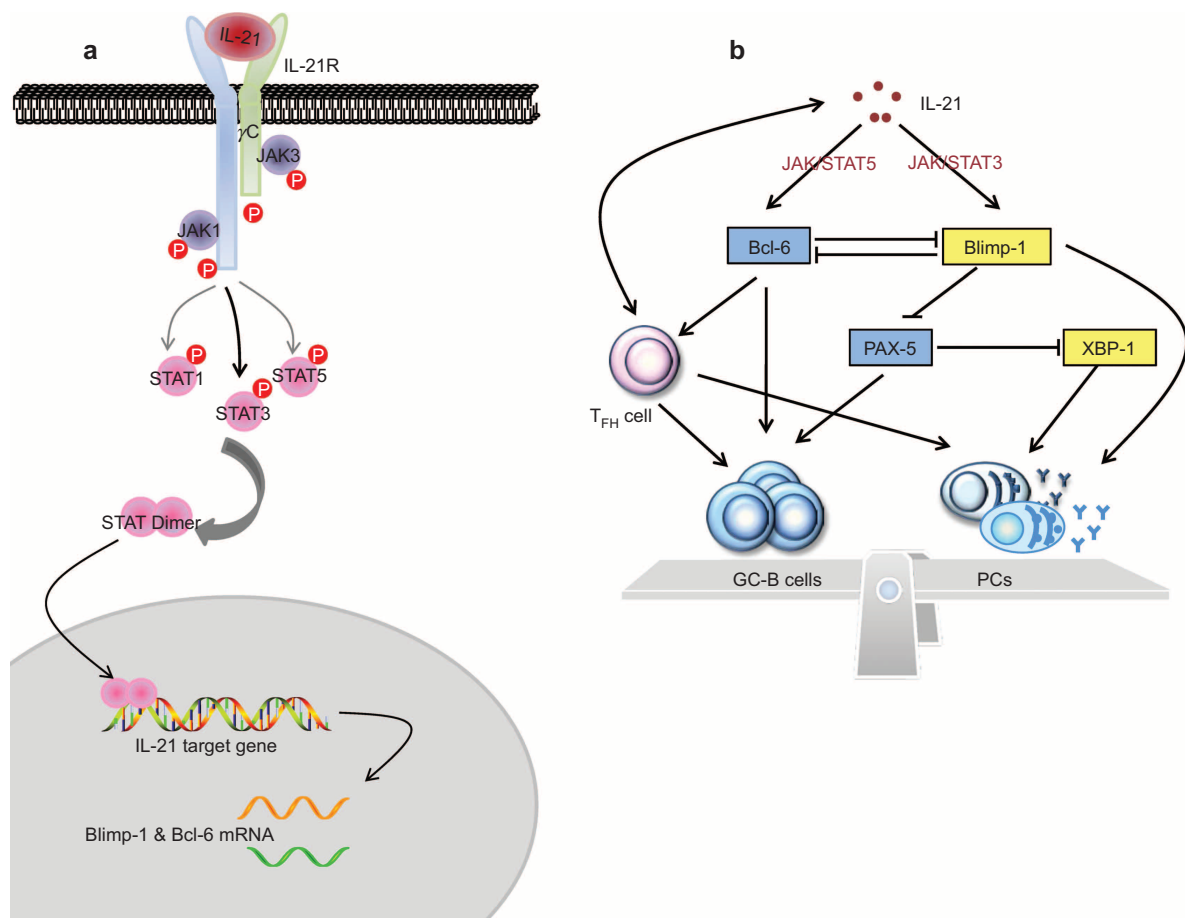 a
IL-21
IL-21R
γC
JAK3
P
P
JAK1
P
P
STAT1
P
STAT5
P
STAT3
P
STAT Dimer
IL-21 target gene
Blimp-1 & Bcl-6 mRNA
b
IL-21
JAK/STAT5
JAK/STAT3
Bcl-6
Blimp-1
PAX-5
XBP-1
TFH cell
GC-B cells
PCs